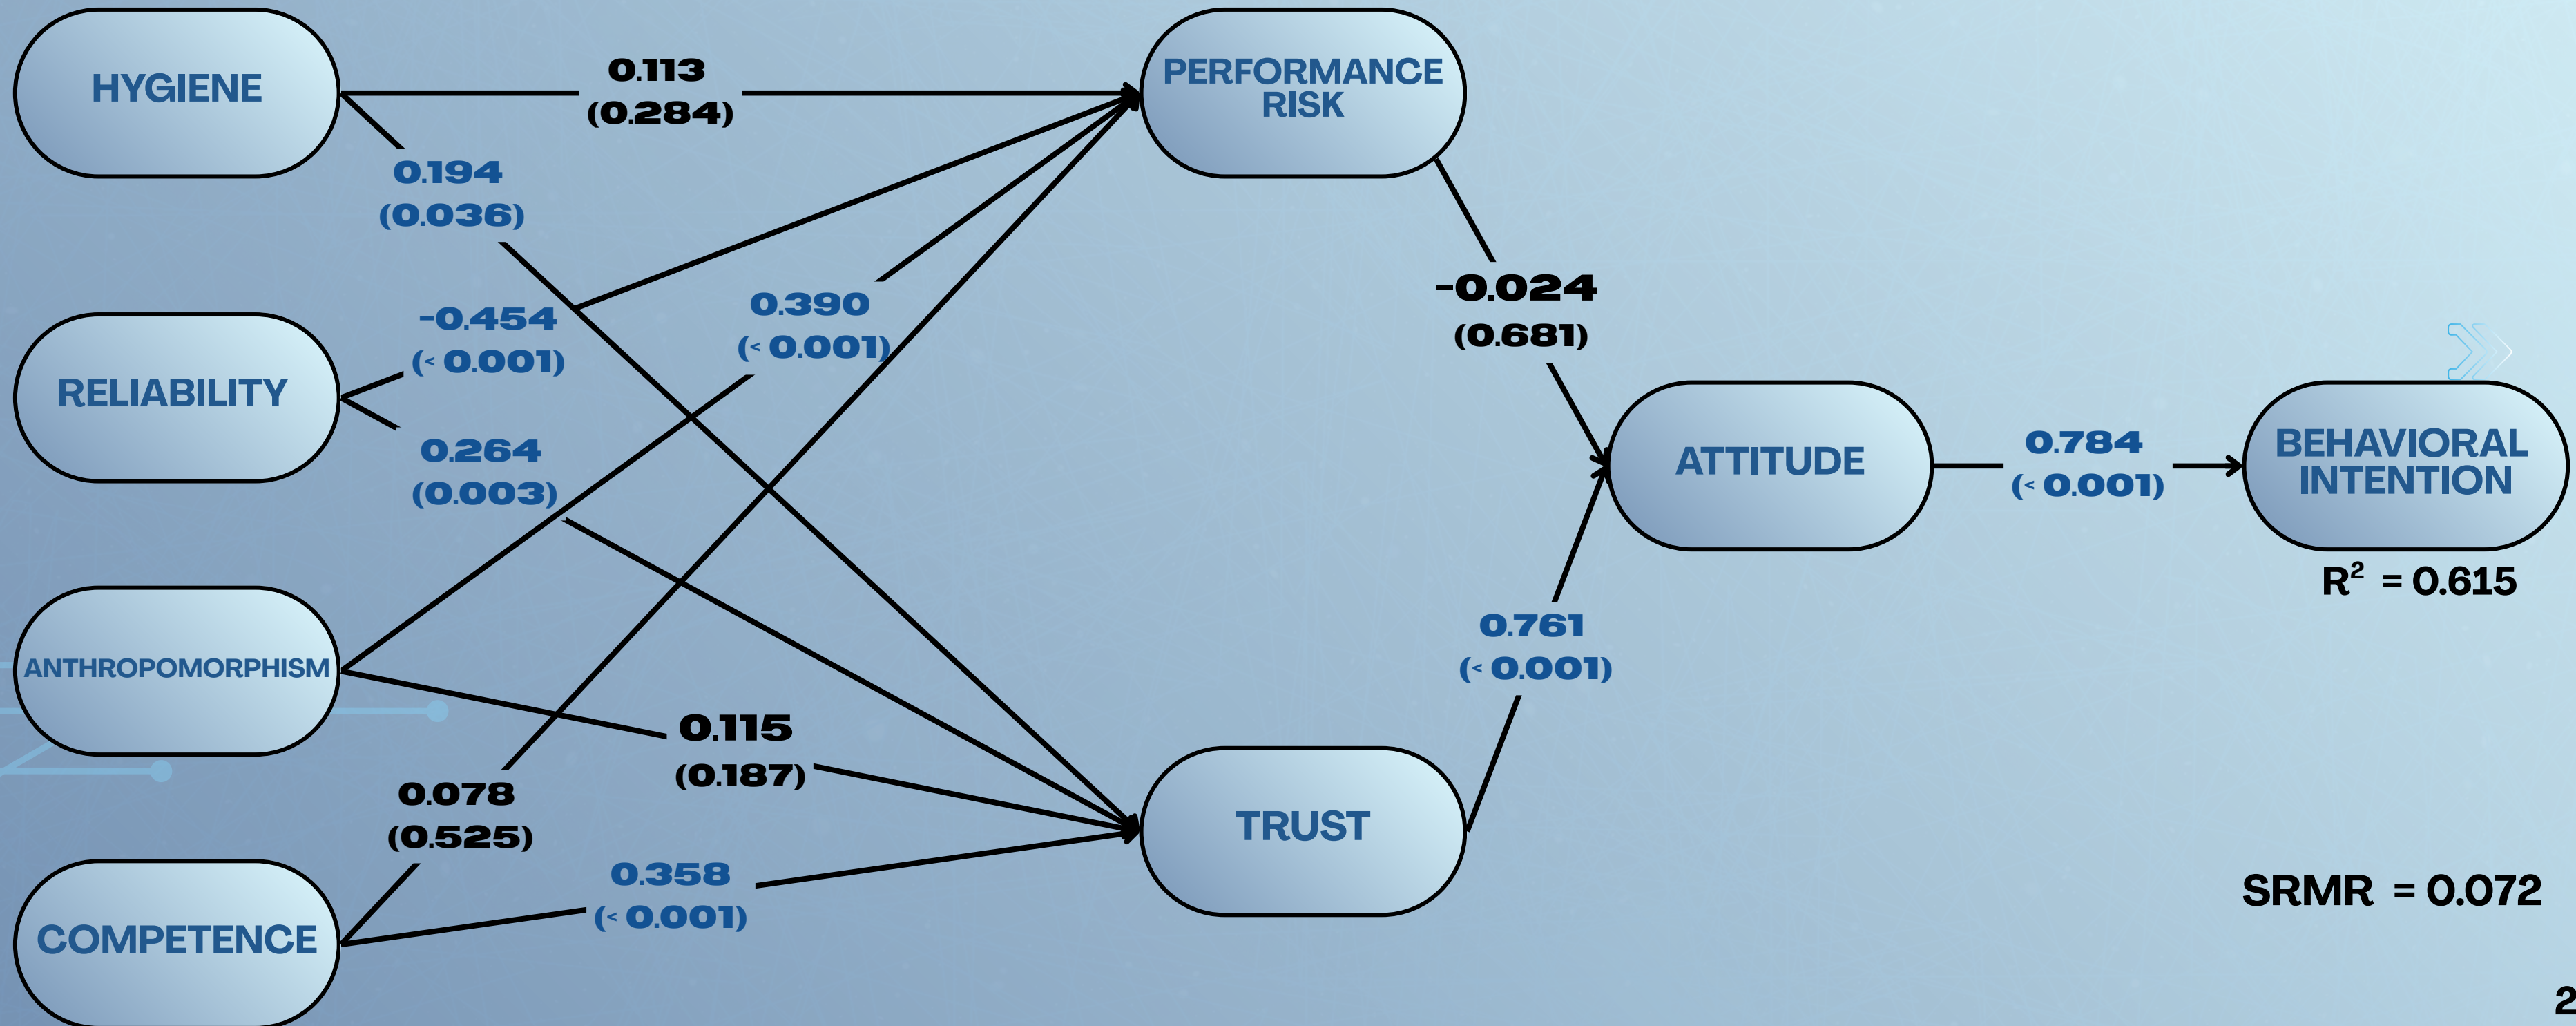 HYGIENE
0.113
(0.284)
PERFORMANCE
RISK
0.194
(0.036)
-0.454
(< 0.001)
0.390
(< 0.001)
-0.024
(0.681)
RELIABILITY
0.264
(0.003)
ATTITUDE
0.784
(< 0.001)
BEHAVIORAL
INTENTION
R² = 0.615
0.761
(< 0.001)
ANTHROPOMORPHISM
0.115
(0.187)
0.078
(0.525)
TRUST
0.358
(< 0.001)
COMPETENCE
SRMR = 0.072
2